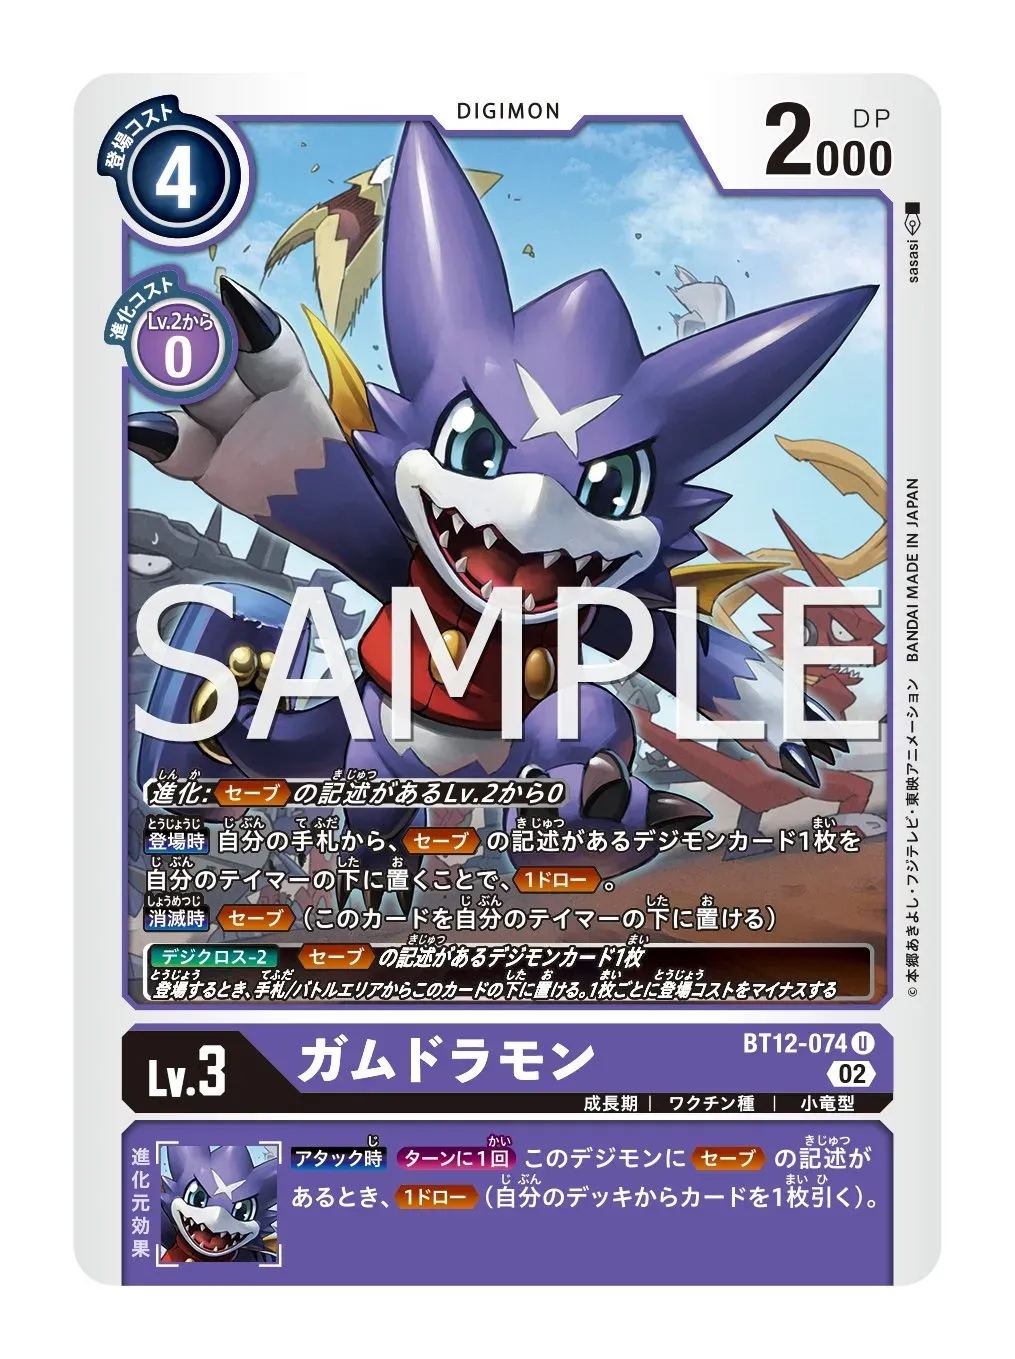 DIGIMON
登場コスト
4
2000
DP
進化コスト
Lv.2から
0
sasasi
SAMPLE
© 本郷あきよし・フジテレビ・東映アニメーション BANDAI MADE IN JAPAN
進化:セーブの記述があるLv.2から0
登場時 自分の手札から、セーブの記述があるデジモンカード1枚を
自分のテイマーの下に置くことで、1ドロー。
消滅時 セーブ（このカードを自分のテイマーの下に置ける）
デジクロス-2 セーブの記述があるデジモンカード1枚
登場するとき、手札/バトルエリアからこのカードの下に置ける。1枚ごとに登場コストをマイナスする
Lv.3
ガムドラモン
BT12-074 U
02
成長期 | ワクチン種 | 小竜型
進化元効果
アタック時 ターンに1回 このデジモンにセーブの記述が
あるとき、1ドロー（自分のデッキからカードを1枚引く）。